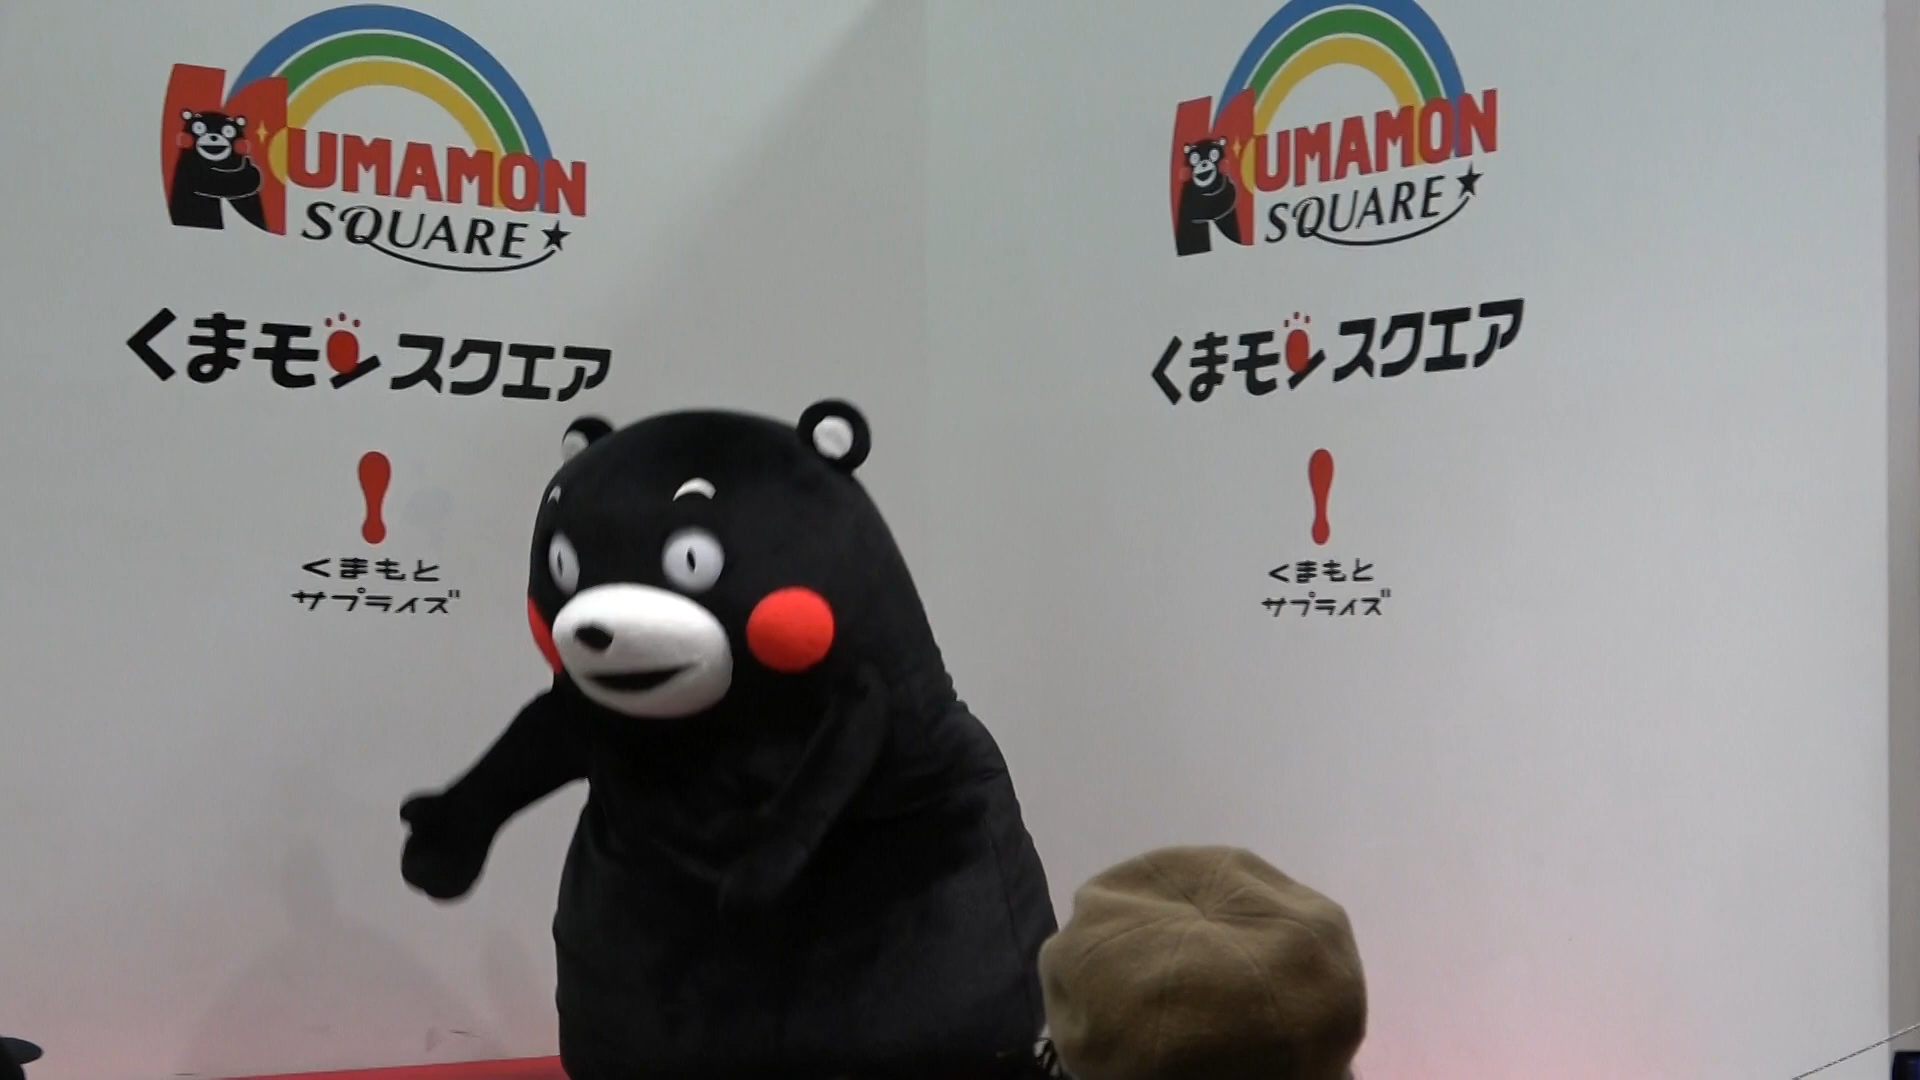 KUMAMON
SQUARE
くまモンスクエア
くまもと
サプライズ
KUMAMON
SQUARE
くまモンスクエア
くまもと
サプライズ